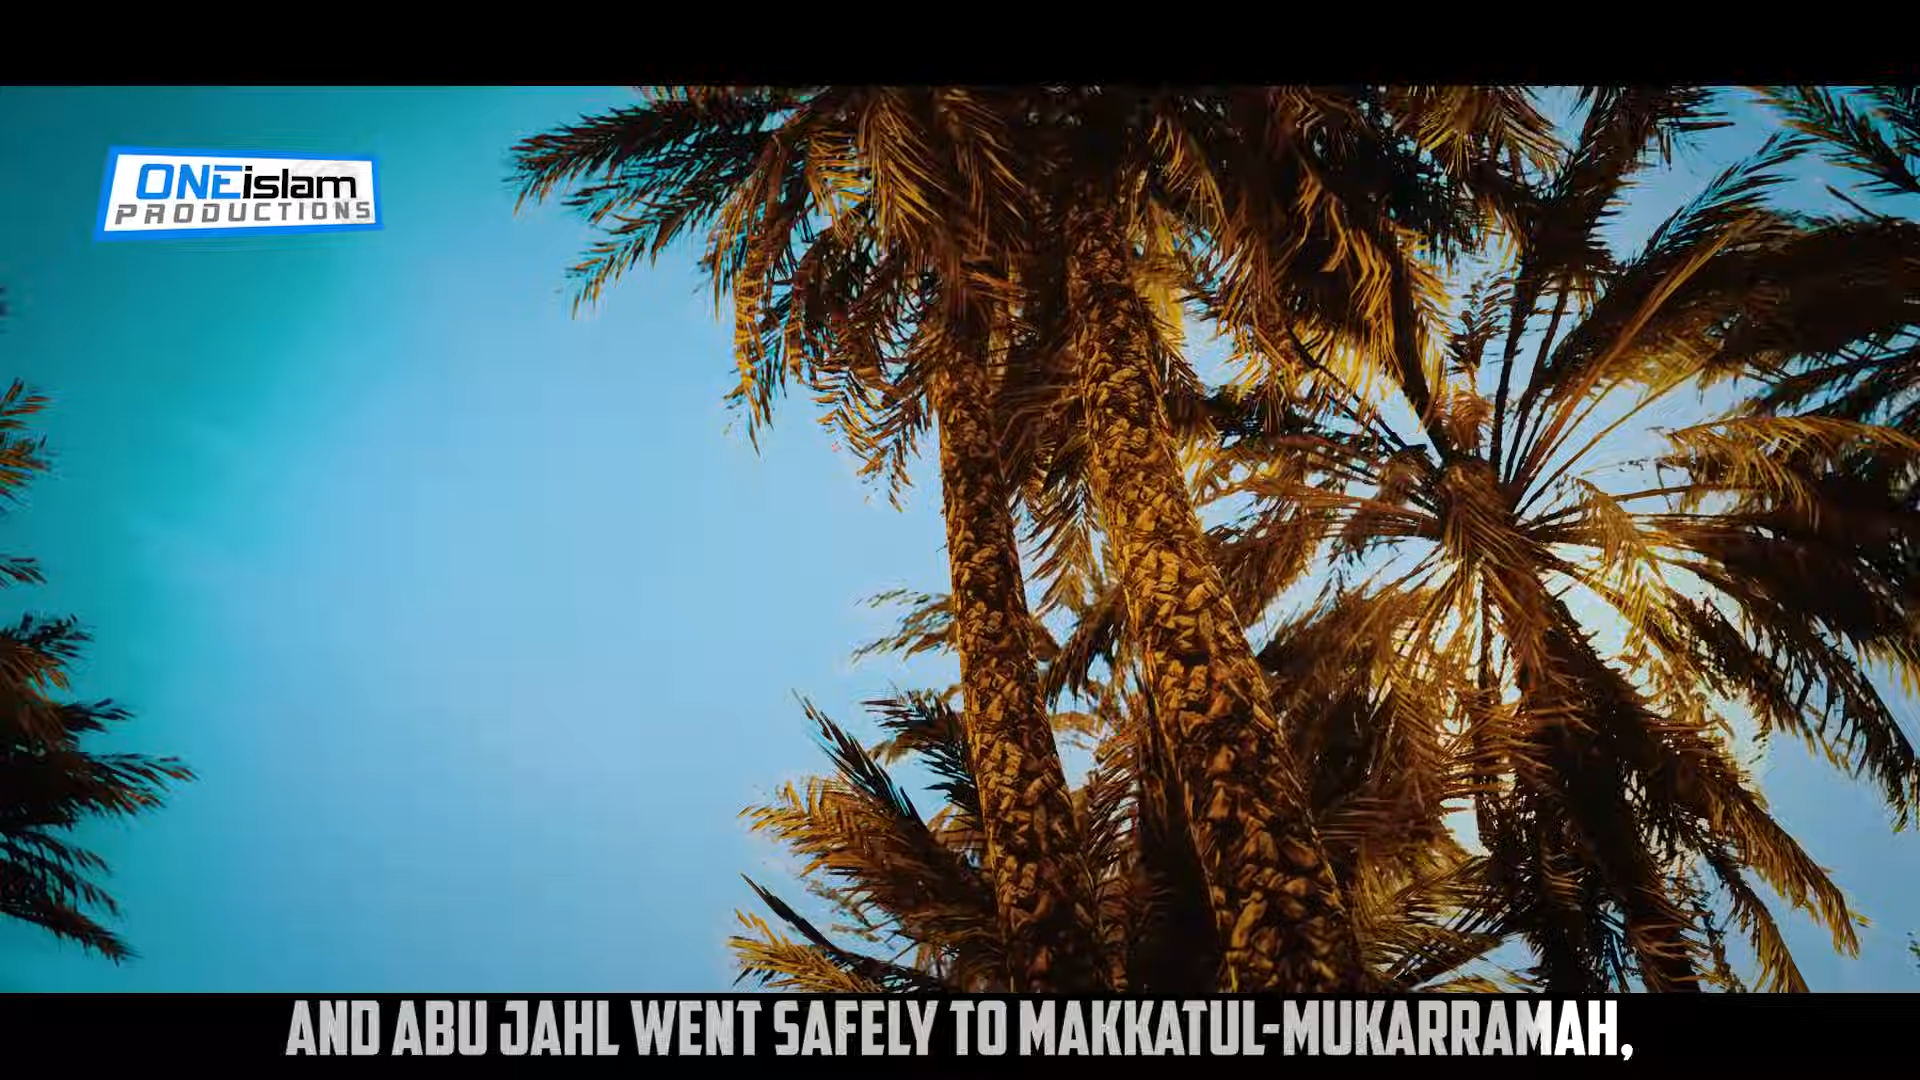 ONEislam
PRODUCTIONS
AND ABU JAHL WENT SAFELY TO MAKKATUL-MUKARRAMAH,